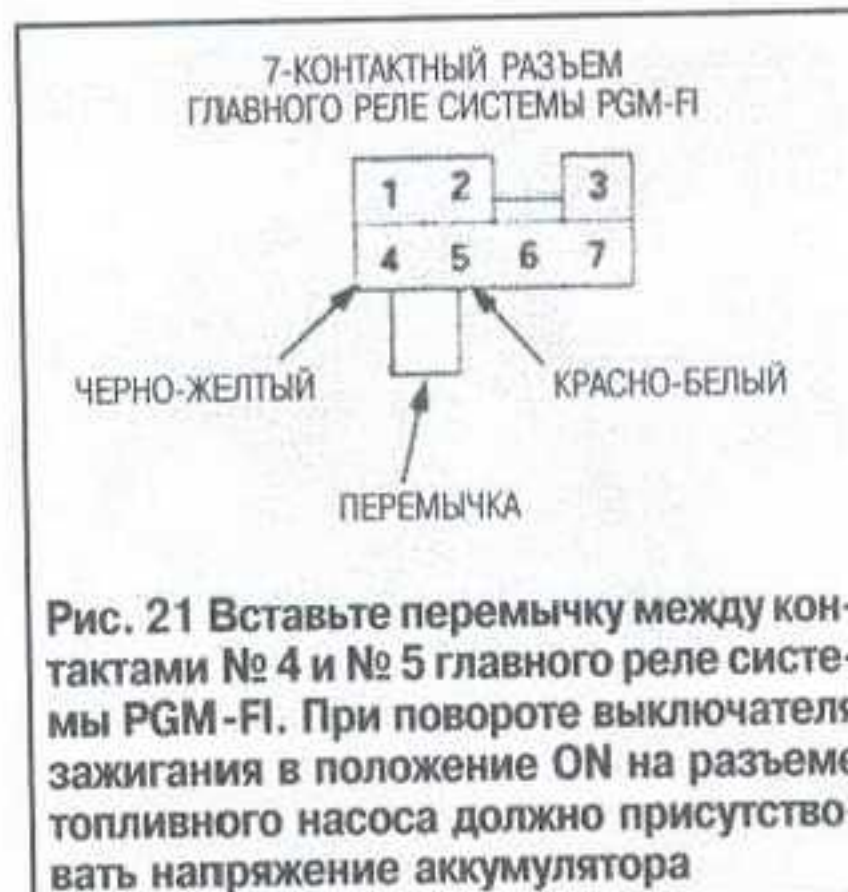 7-КОНТАКТНЫЙ РАЗЪЕМ
ГЛАВНОГО РЕЛЕ СИСТЕМЫ PGM-FI
1 2 3
4 5 6 7
ЧЕРНО-ЖЕЛТЫЙ КРАСНО-БЕЛЫЙ
ПЕРЕМЫЧКА
Рис. 21 Вставьте перемычку между кон-
тактами № 4 и № 5 главного реле систе-
мы PGM-FI. При повороте выключателя
зажигания в положение ON на разъеме
топливного насоса должно присутство-
вать напряжение аккумулятора